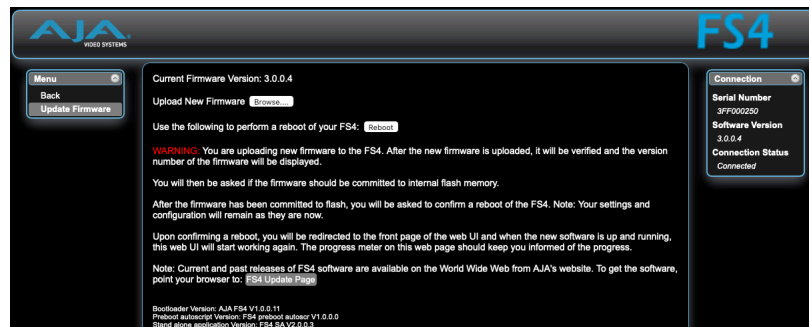 AJA
VIDEO SYSTEMS
FS4
Menu
Back
Update Firmware
Current Firmware Version: 3.0.0.4
Upload New Firmware Browse....
Use the following to perform a reboot of your FS4: Reboot
WARNING: You are uploading new firmware to the FS4. After the new firmware is uploaded, it will be verified and the version
number of the firmware will be displayed.
You will then be asked if the firmware should be committed to internal flash memory.
After the firmware has been committed to flash, you will be asked to confirm a reboot of the FS4. Note: Your settings and
configuration will remain as they are now.
Upon confirming a reboot, you will be redirected to the front page of the web UI and when the new software is up and running,
this web UI will start working again. The progress meter on this web page should keep you informed of the progress.
Note: Current and past releases of FS4 software are available on the World Wide Web from AJA's website. To get the software,
point your browser to: FS4 Update Page
Bootloader Version: AJA FS4 V1.0.0.11
Preboot autoscript Version: FS4 preboot autoscr V1.0.0.0
Stand alone application Version: FS4 SA V2.0.0.3
Connection
Serial Number
3FF000250
Software Version
3.0.0.4
Connection Status
Connected